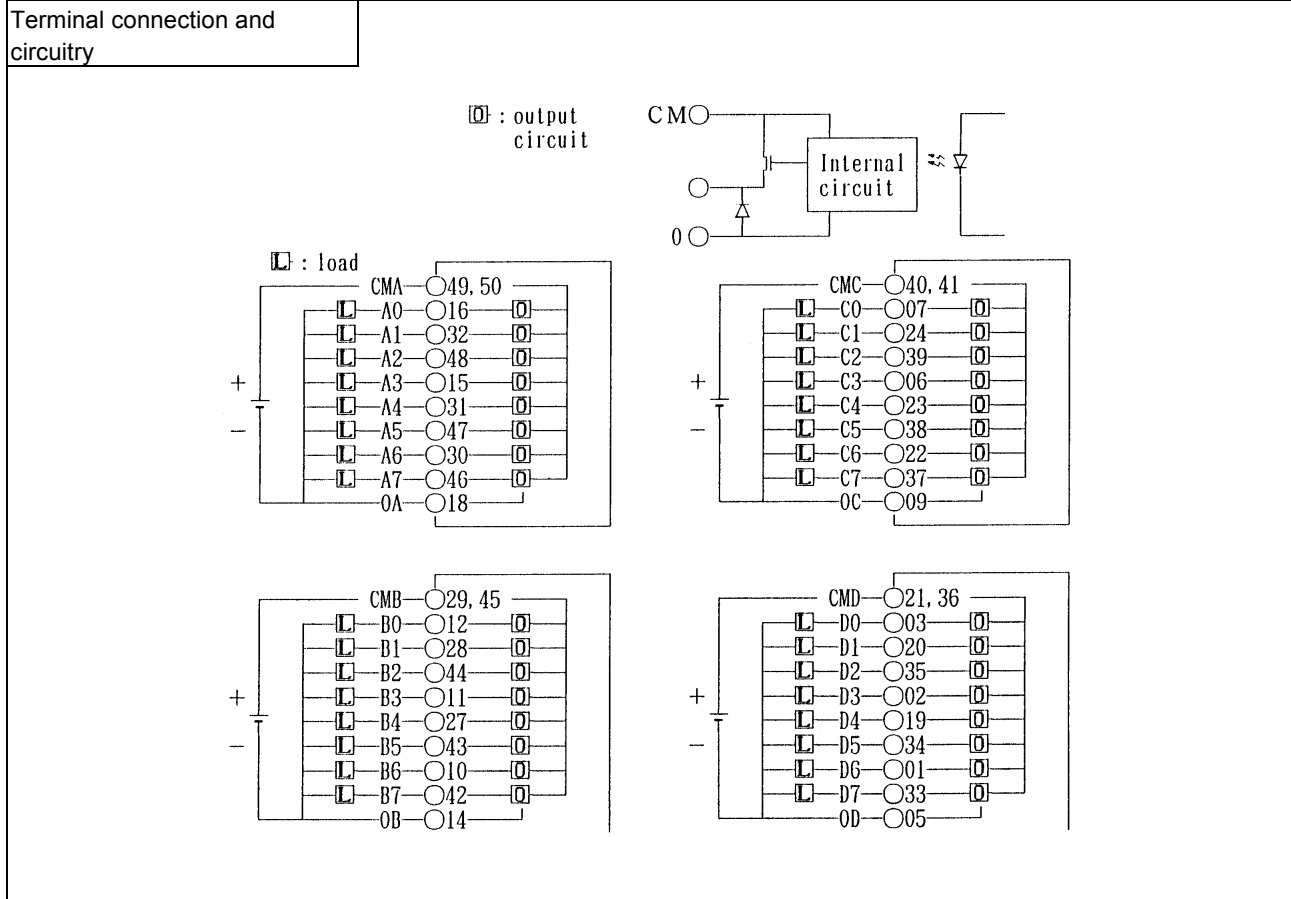 Terminal connection and
circuitry
O : output
circuit
CM
Internal
circuit
0
L : load
CMA 49, 50
L A0 16 O
L A1 32 O
L A2 48 O
L A3 15 O
L A4 31 O
L A5 47 O
L A6 30 O
L A7 46 O
0A 18
+
−
CMC 40, 41
L C0 07 O
L C1 24 O
L C2 39 O
L C3 06 O
L C4 23 O
L C5 38 O
L C6 22 O
L C7 37 O
0C 09
+
−
CMB 29, 45
L B0 12 O
L B1 28 O
L B2 44 O
L B3 11 O
L B4 27 O
L B5 43 O
L B6 10 O
L B7 42 O
0B 14
+
−
CMD 21, 36
L D0 03 O
L D1 20 O
L D2 35 O
L D3 02 O
L D4 19 O
L D5 34 O
L D6 01 O
L D7 33 O
0D 05
+
−